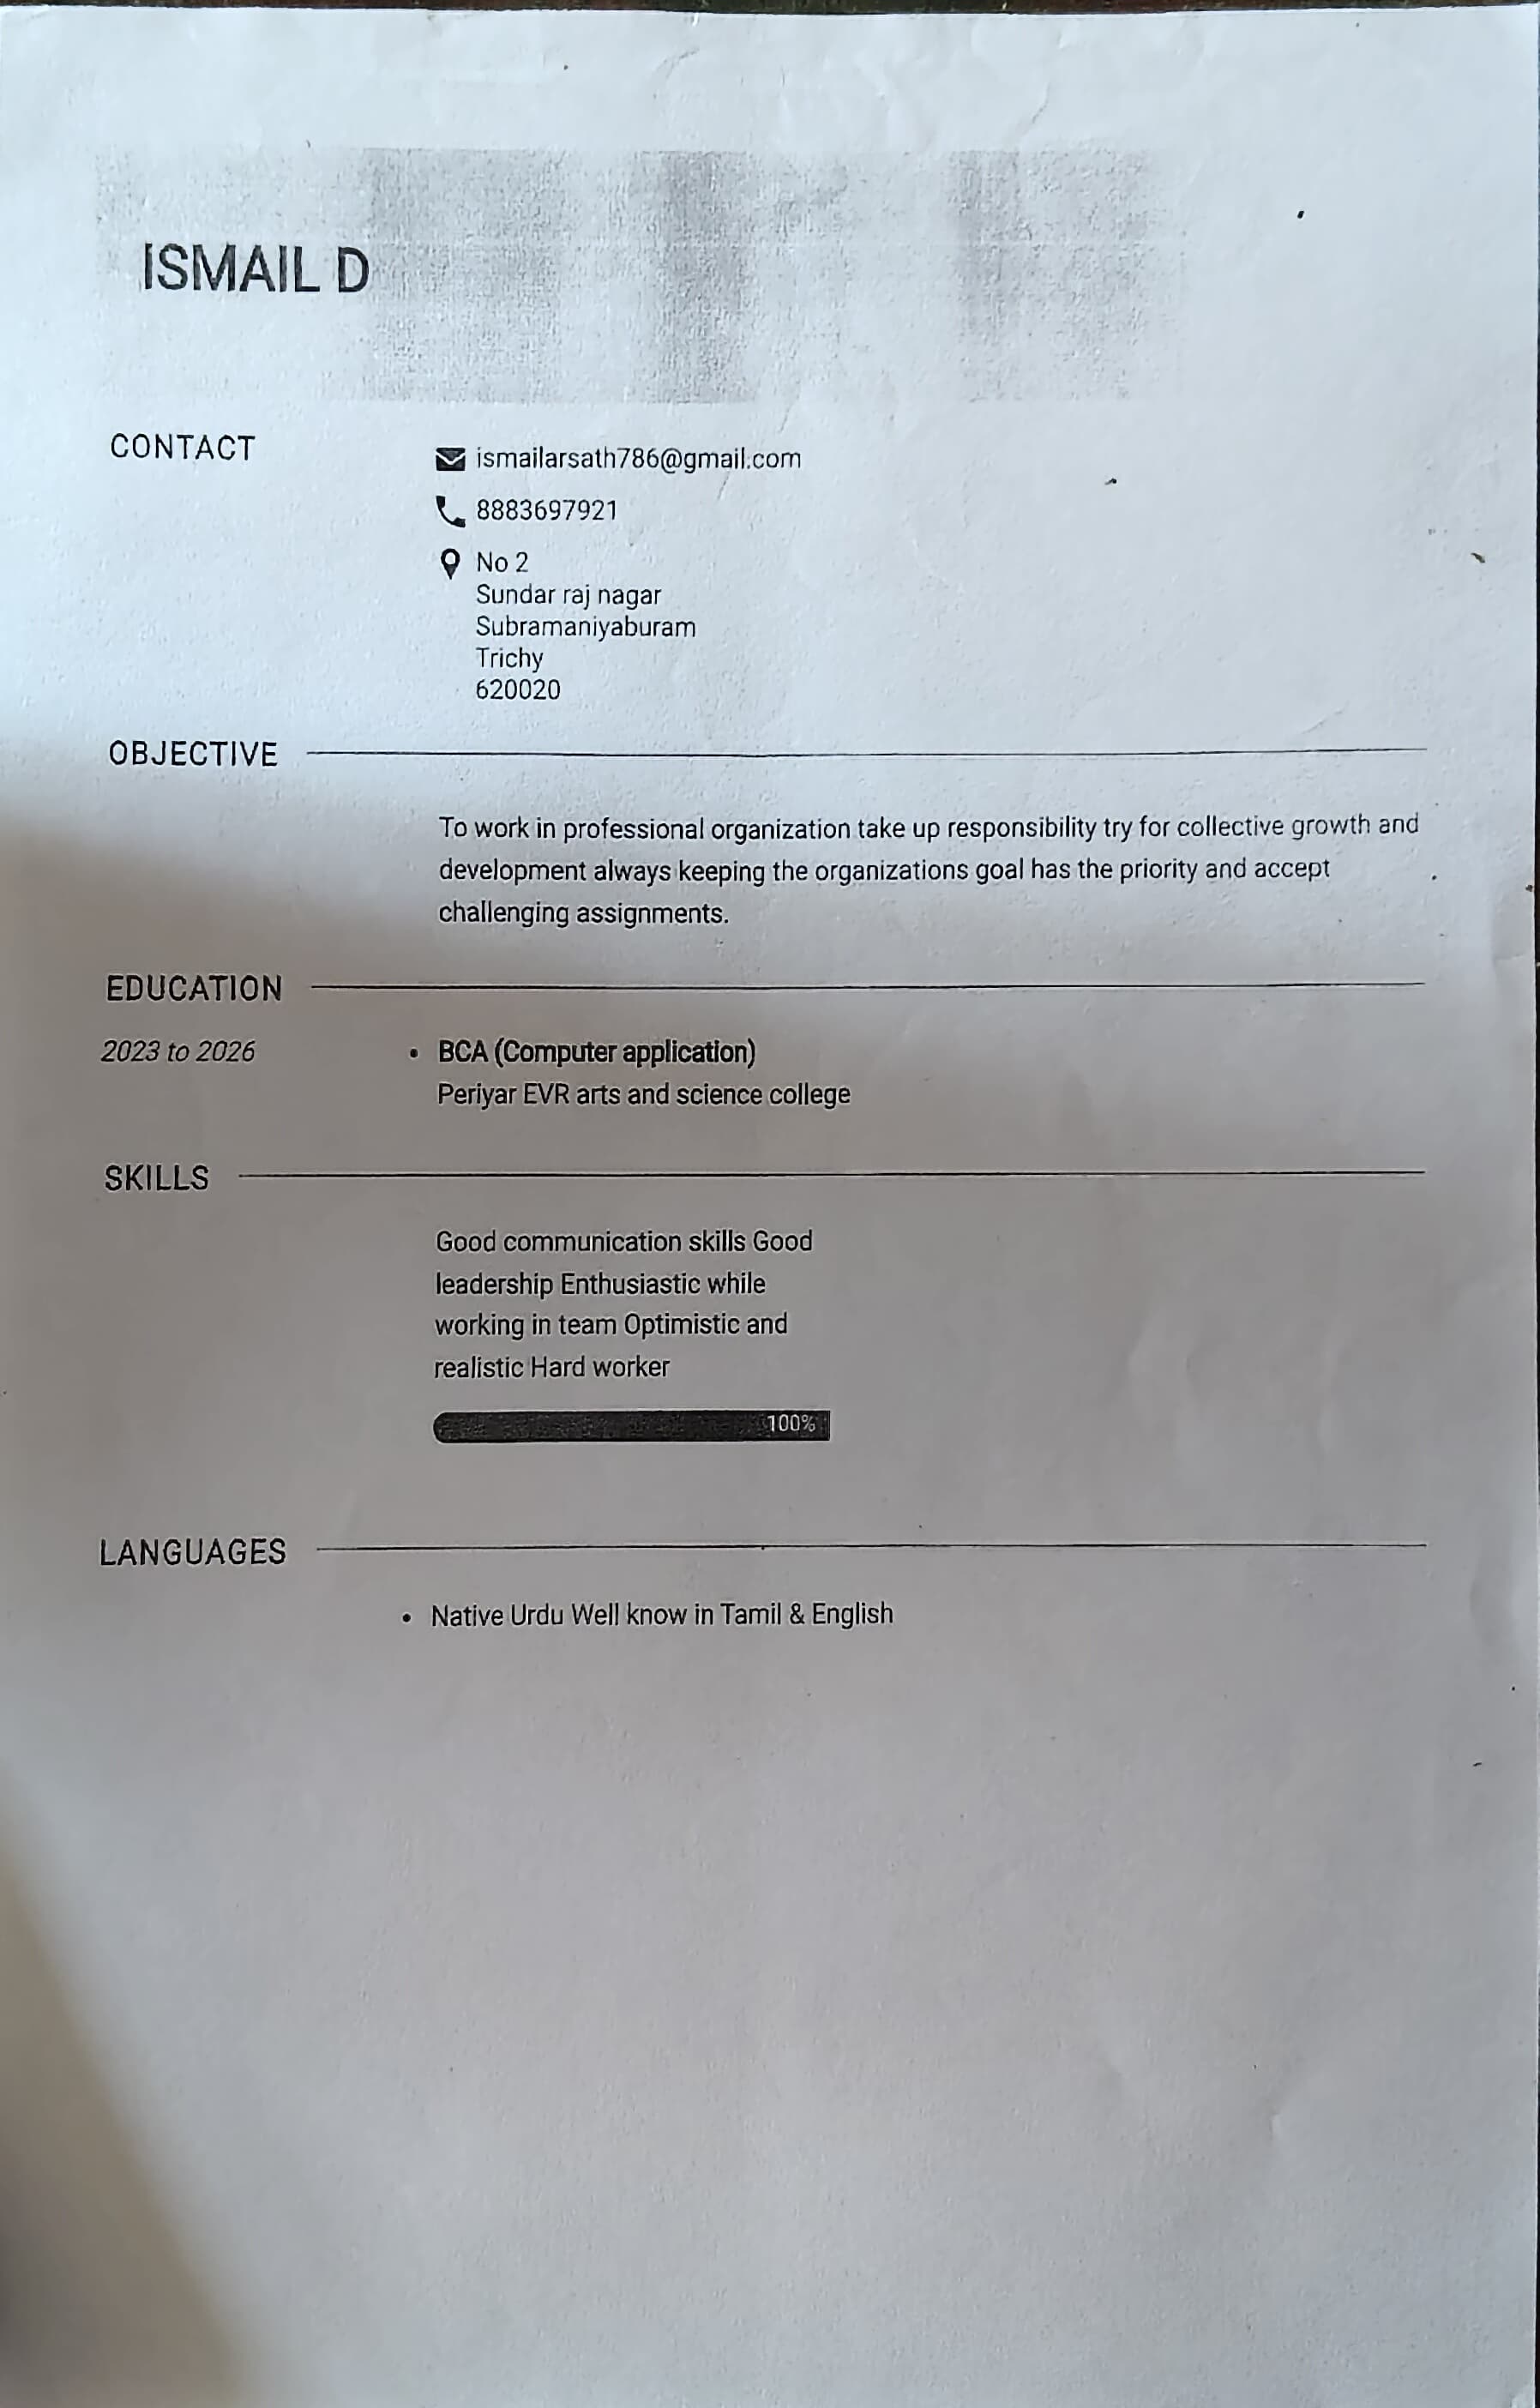 ISMAIL D
CONTACT
ismailarsath786@gmail.com
8883697921
No 2
Sundar raj nagar
Subramaniyaburam
Trichy
620020
OBJECTIVE
To work in professional organization take up responsibility try for collective growth and
development always keeping the organizations goal has the priority and accept
challenging assignments.
EDUCATION
2023 to 2026
• BCA (Computer application)
Periyar EVR arts and science college
SKILLS
Good communication skills Good
leadership Enthusiastic while
working in team Optimistic and
realistic Hard worker
100%
LANGUAGES
• Native Urdu Well know in Tamil & English